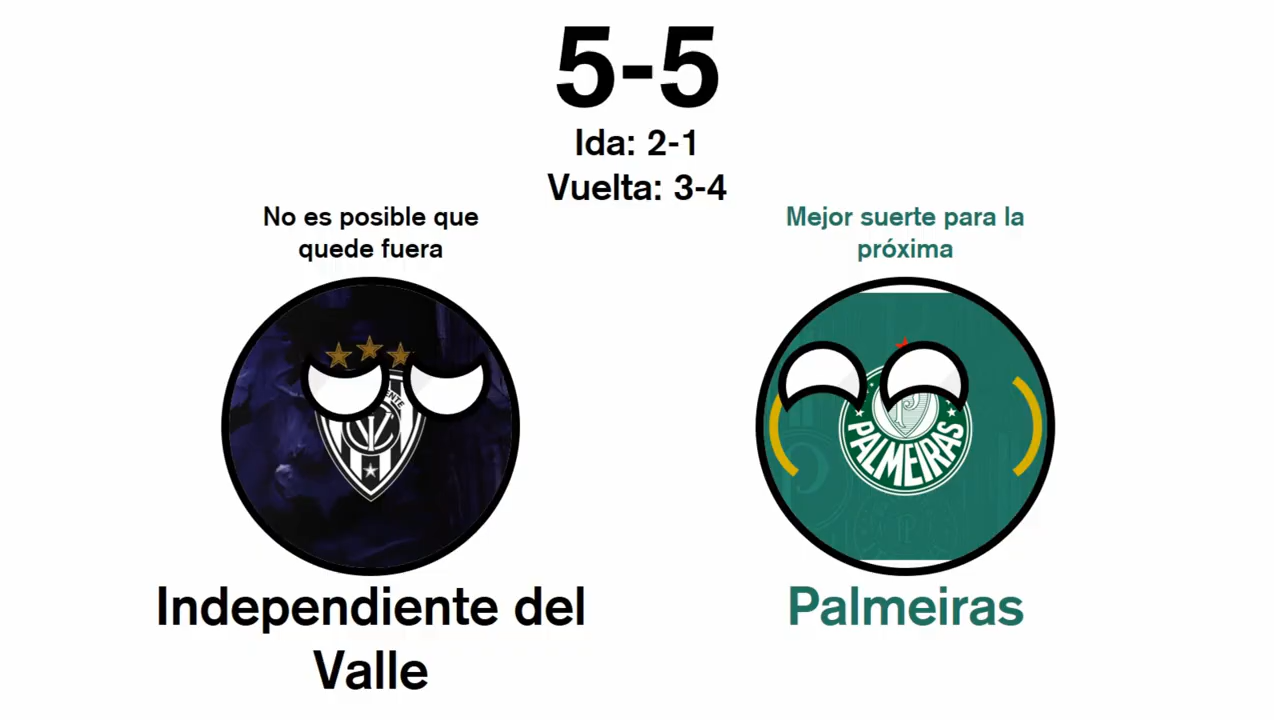 5-5
Ida: 2-1
Vuelta: 3-4
No es posible que
quede fuera
Mejor suerte para la
próxima
PALMEIRAS
Independiente del
Valle
Palmeiras